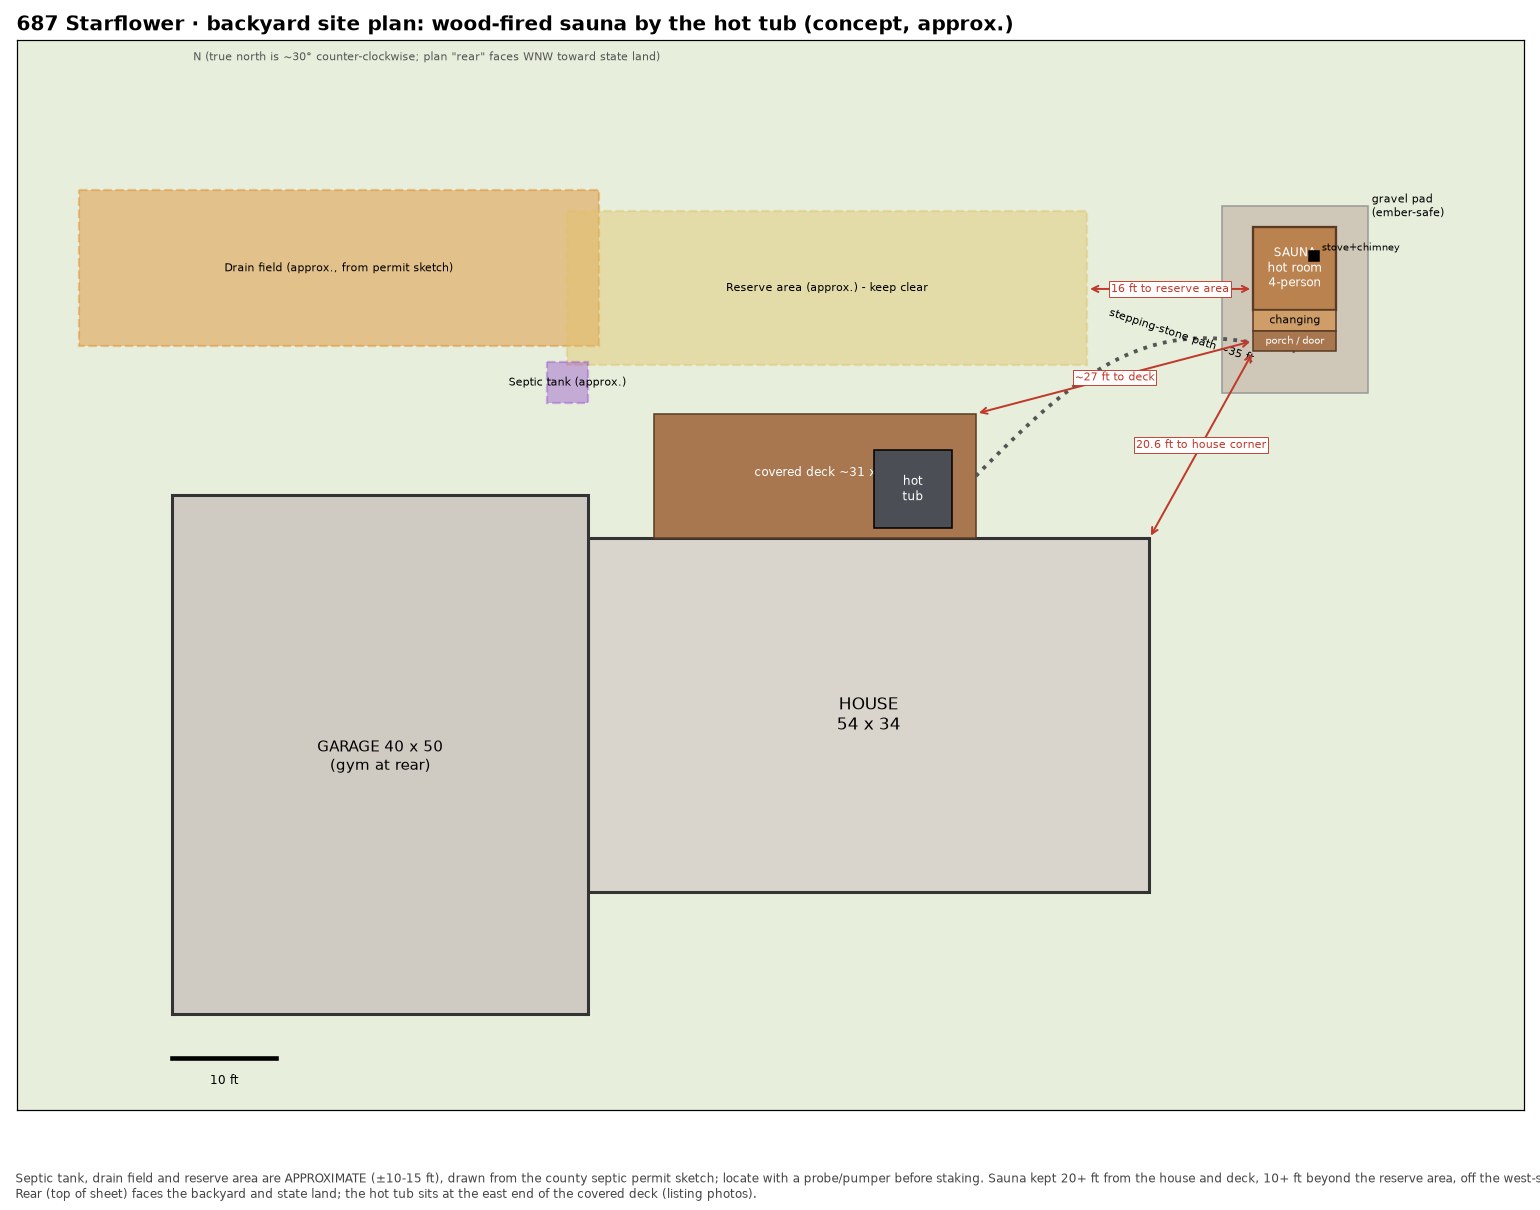 687 Starflower · backyard site plan: wood-fired sauna by the hot tub (concept, approx.)
N (true north is ~30° counter-clockwise; plan "rear" faces WNW toward state land)
gravel pad
(ember-safe)
stove+chimney
SAUNA
hot room
4-person
Drain field (approx., from permit sketch)
Reserve area (approx.) - keep clear
16 ft to reserve area
stepping-stone path ~35 ft
changing
porch / door
Septic tank (approx.)
~27 ft to deck
20.6 ft to house corner
covered deck ~31 x
hot
tub
HOUSE
54 x 34
GARAGE 40 x 50
(gym at rear)
10 ft
Septic tank, drain field and reserve area are APPROXIMATE (±10-15 ft), drawn from the county septic permit sketch; locate with a probe/pumper before staking. Sauna kept 20+ ft from the house and deck, 10+ ft beyond the reserve area, off the west-s
Rear (top of sheet) faces the backyard and state land; the hot tub sits at the east end of the covered deck (listing photos).